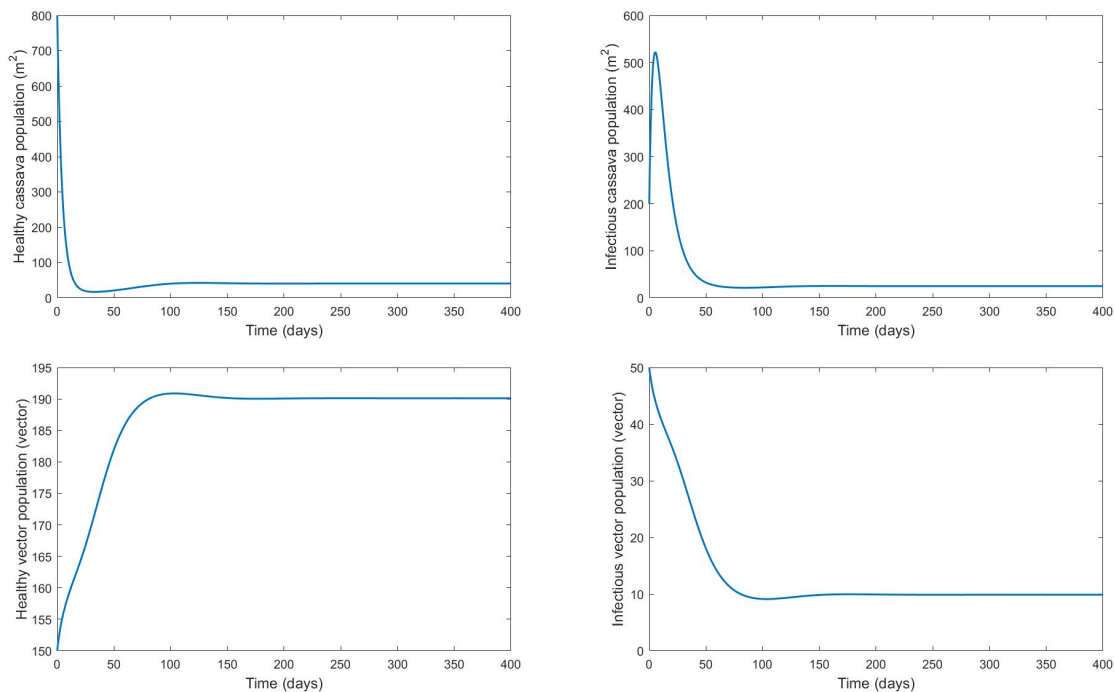 800
700
600
500
400
300
200
100
0
Healthy cassava population (m²)
0 50 100 150 200 250 300 350 400
Time (days)
600
500
400
300
200
100
0
Infectious cassava population (m²)
0 50 100 150 200 250 300 350 400
Time (days)
195
190
185
180
175
170
165
160
155
150
Healthy vector population (vector)
0 50 100 150 200 250 300 350 400
Time (days)
50
40
30
20
10
0
Infectious vector population (vector)
0 50 100 150 200 250 300 350 400
Time (days)